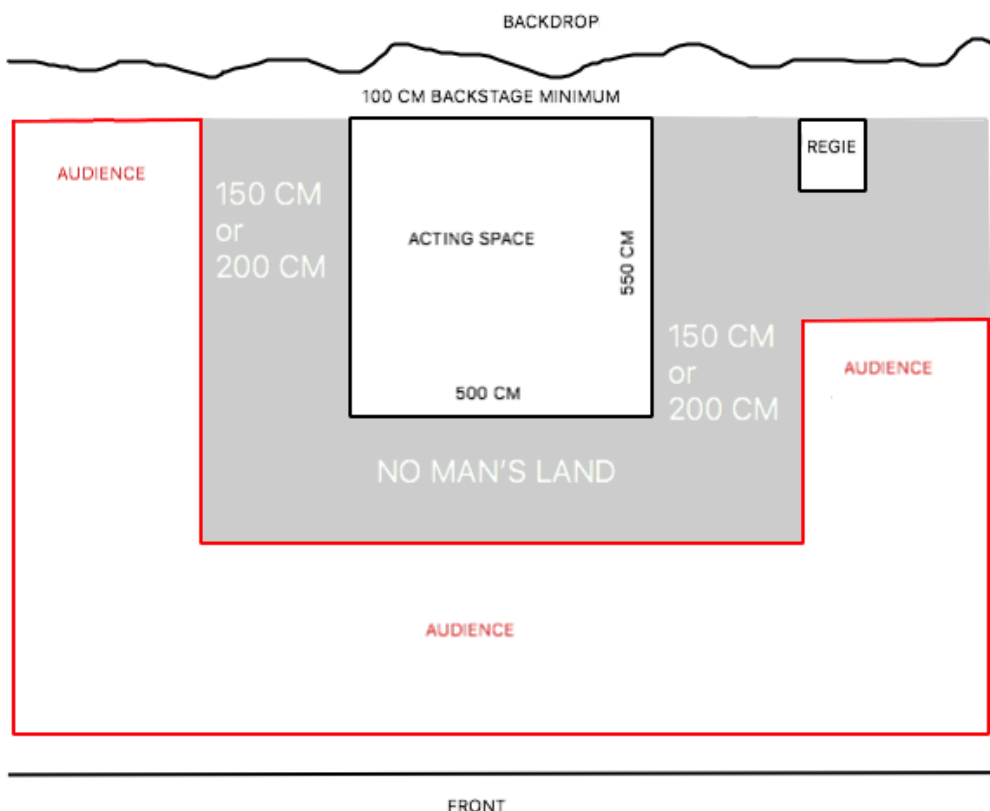 BACKDROP
100 CM BACKSTAGE MINIMUM
AUDIENCE
150 CM
or
200 CM
ACTING SPACE
550 CM
500 CM
REGIE
150 CM
or
200 CM
AUDIENCE
NO MAN'S LAND
AUDIENCE
FRONT